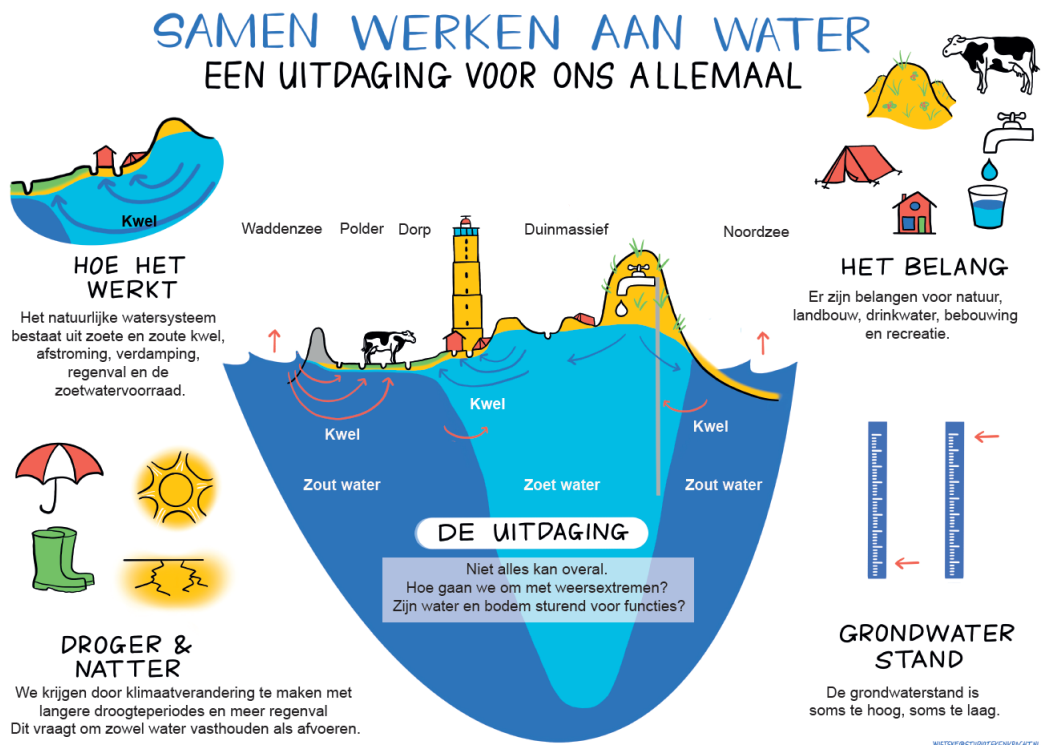 SAMEN WERKEN AAN WATER
EEN UITDAGING VOOR ONS ALLEMAAL
Kwel
HOE HET
WERKT
Het natuurlijke watersysteem
bestaat uit zoete en zoute kwel,
afstroming, verdamping,
regenval en de
zoetwatervoorraad.
Waddenzee
Polder
Dorp
Duinmassief
Noordzee
Kwel
Kwel
Kwel
Zout water
Zoet water
Zout water
DE UITDAGING
Niet alles kan overal.
Hoe gaan we om met weersextremen?
Zijn water en bodem sturend voor functies?
HET BELANG
Er zijn belangen voor natuur,
landbouw, drinkwater, bebouwing
en recreatie.
DROGER &
NATTER
We krijgen door klimaatverandering te maken met
langere droogteperiodes en meer regenval
Dit vraagt om zowel water vasthouden als afvoeren.
GRONDWATER
STAND
De grondwaterstand is
soms te hoog, soms te laag.